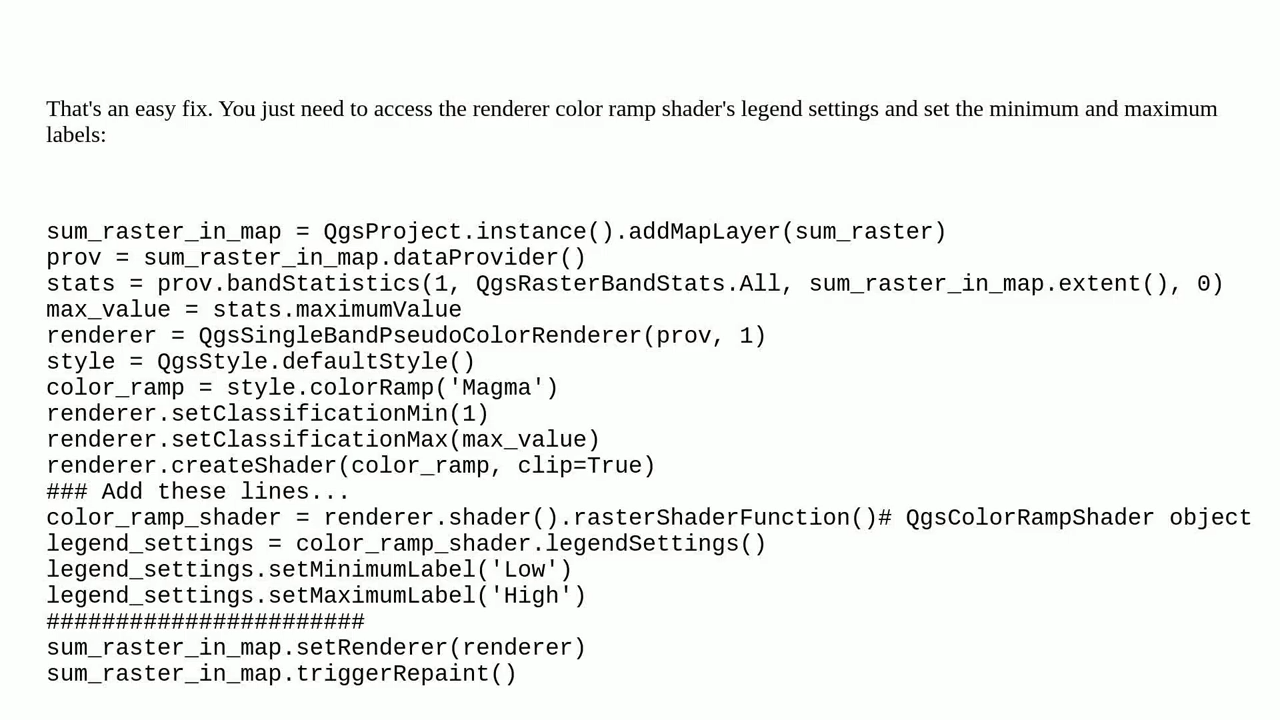 That's an easy fix. You just need to access the renderer color ramp shader's legend settings and set the minimum and maximum
labels:
sum_raster_in_map = QgsProject.instance().addMapLayer(sum_raster)
prov = sum_raster_in_map.dataProvider()
stats = prov.bandStatistics(1, QgsRasterBandStats.All, sum_raster_in_map.extent(), 0)
max_value = stats.maximumValue
renderer = QgsSingleBandPseudoColorRenderer(prov, 1)
style = QgsStyle.defaultStyle()
color_ramp = style.colorRamp('Magma')
renderer.setClassificationMin(1)
renderer.setClassificationMax(max_value)
renderer.createShader(color_ramp, clip=True)
### Add these lines...
color_ramp_shader = renderer.shader().rasterShaderFunction()# QgsColorRampShader object
legend_settings = color_ramp_shader.legendSettings()
legend_settings.setMinimumLabel('Low')
legend_settings.setMaximumLabel('High')
#######################
sum_raster_in_map.setRenderer(renderer)
sum_raster_in_map.triggerRepaint()